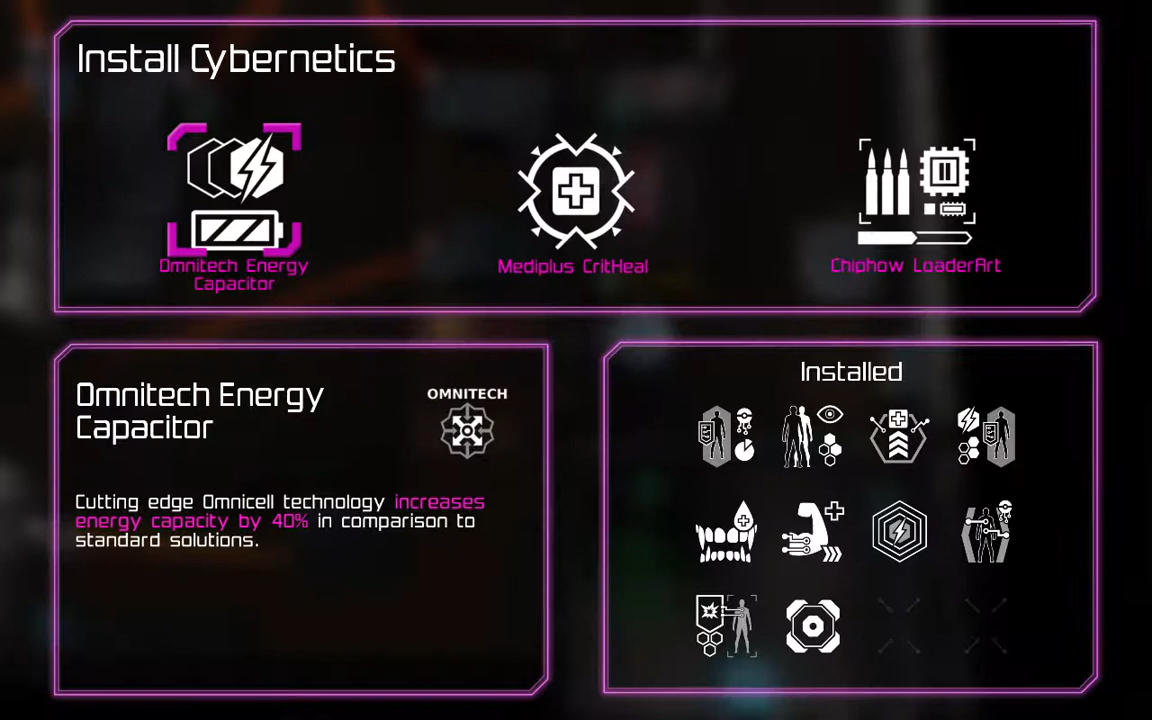 Install Cybernetics
Omnitech Energy
Capacitor
Mediplus CritHeal
Chiphow LoaderArt
Omnitech Energy
Capacitor
OMNITECH
Cutting edge Omnicell technology increases
energy capacity by 40% in comparison to
standard solutions.
Installed